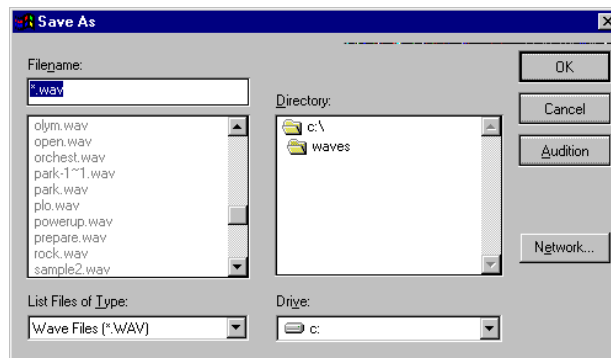 Save As
Filename:
*.wav
olym.wav
open.wav
orchest.wav
park-1~1.wav
park.wav
plo.wav
powerup.wav
prepare.wav
rock.wav
sample2.wav
List Files of Type:
Wave Files (*.WAV)
Directory:
c:\
waves
Drive:
c:
OK
Cancel
Audition
Network...